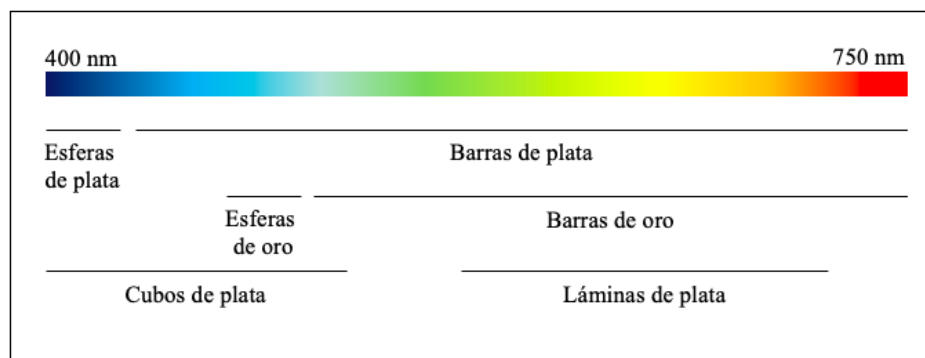 400 nm
750 nm
Esferas
de plata
Barras de plata
Esferas
de oro
Barras de oro
Cubos de plata
Láminas de plata